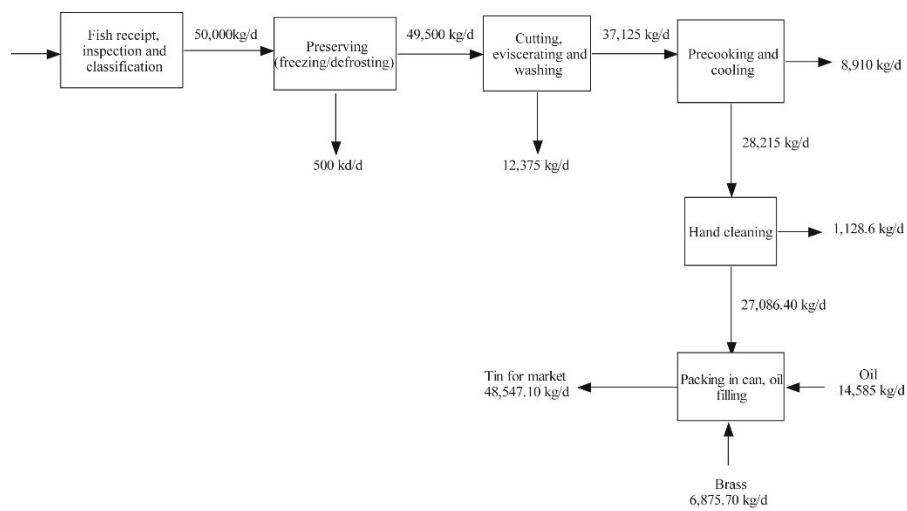 Fish receipt,
inspection and
classification
50,000kg/d
Preserving
(freezing/defrosting)
49,500 kg/d
Cutting,
eviscerating and
washing
37,125 kg/d
Precooking and
cooling
8,910 kg/d
500 kd/d
12,375 kg/d
28,215 kg/d
Hand cleaning
1,128.6 kg/d
27,086.40 kg/d
Tin for market
48,547.10 kg/d
Packing in can, oil
filling
Oil
14,585 kg/d
Brass
6,875.70 kg/d